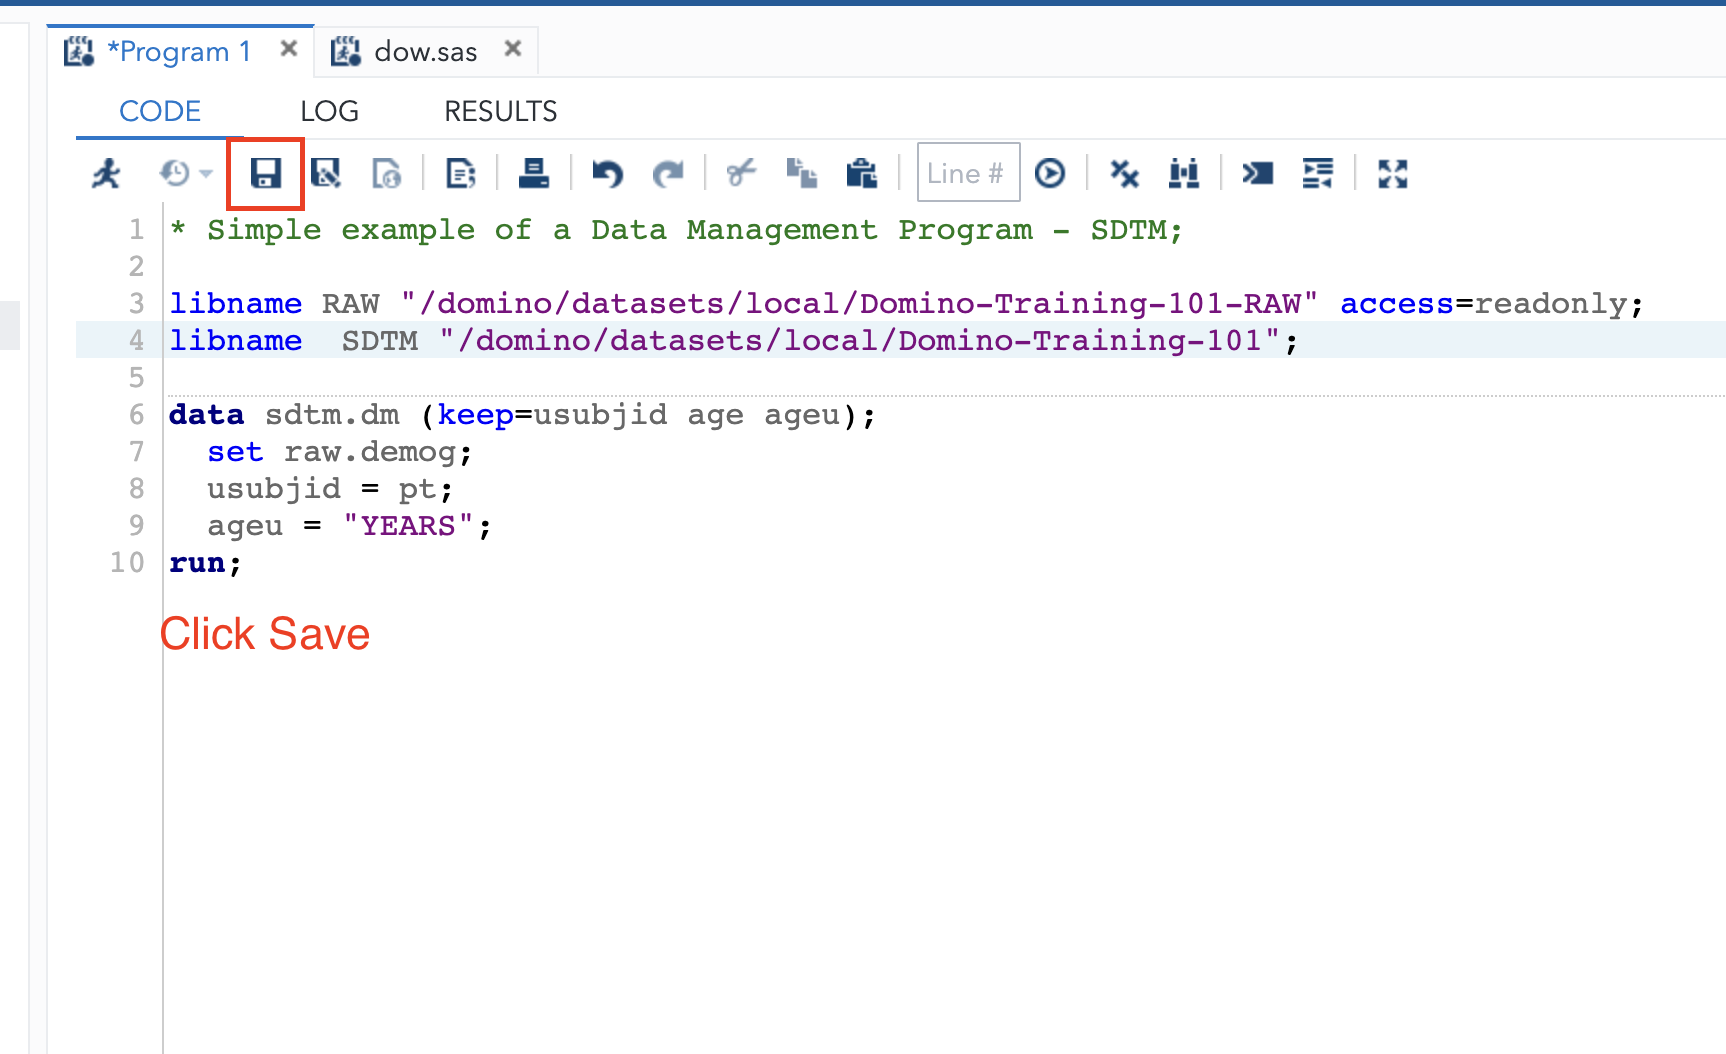 *Program 1 dow.sas
CODE LOG RESULTS
Line #
1 * Simple example of a Data Management Program - SDTM;
2
3 libname RAW "/domino/datasets/local/Domino-Training-101-RAW" access=readonly;
4 libname  SDTM "/domino/datasets/local/Domino-Training-101";
5
6 data sdtm.dm (keep=usubjid age ageu);
7   set raw.demog;
8   usubjid = pt;
9   ageu = "YEARS";
10 run;
Click Save